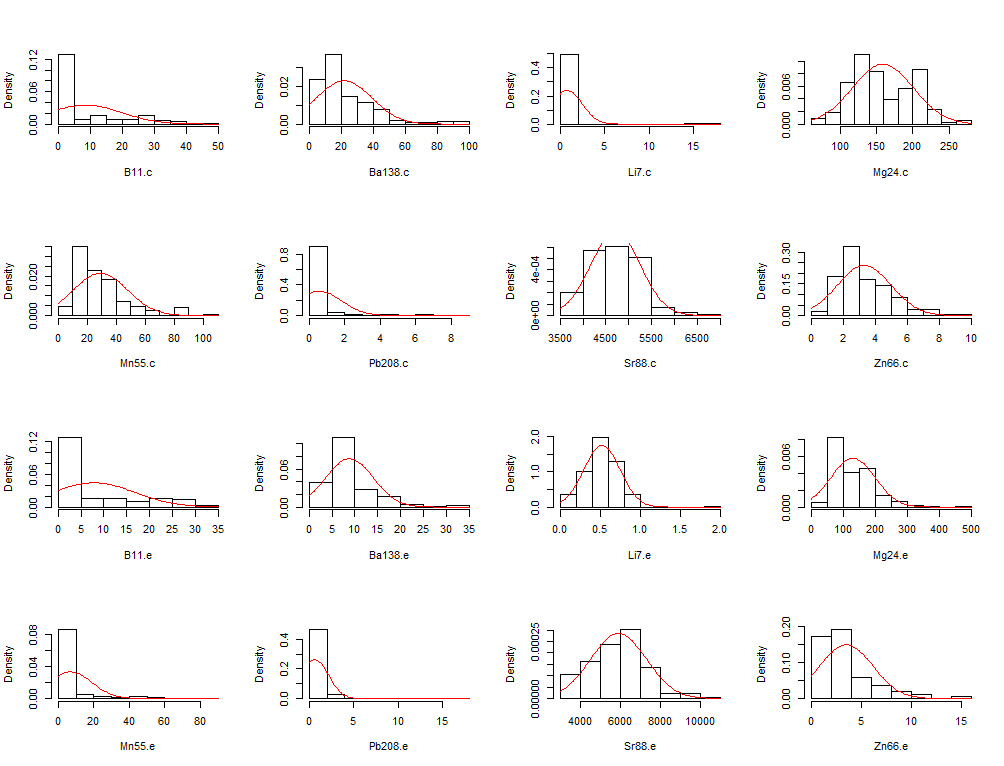 Density
0.00 0.06 0.12
0 10 20 30 40 50
B11.c
Density
0.00 0.02
0 20 40 60 80 100
Ba138.c
Density
0.0 0.2 0.4
0 5 10 15
Li7.c
Density
0.000 0.006
100 150 200 250
Mg24.c
Density
0.000 0.020
0 20 40 60 80 100
Mn55.c
Density
0.0 0.4 0.8
0 2 4 6 8
Pb208.c
Density
0e+00 4e-04
3500 4500 5500 6500
Sr88.c
Density
0.00 0.15 0.30
0 2 4 6 8 10
Zn66.c
Density
0.00 0.06 0.12
0 5 10 15 20 25 30 35
B11.e
Density
0.00 0.06
0 5 10 15 20 25 30 35
Ba138.e
Density
0.0 1.0 2.0
0.0 0.5 1.0 1.5 2.0
Li7.e
Density
0.000 0.006
0 100 200 300 400 500
Mg24.e
Density
0.00 0.04 0.08
0 20 40 60 80
Mn55.e
Density
0.0 0.2 0.4
0 5 10 15
Pb208.e
Density
0.00000 0.00025
4000 6000 8000 10000
Sr88.e
Density
0.00 0.10 0.20
0 5 10 15
Zn66.e